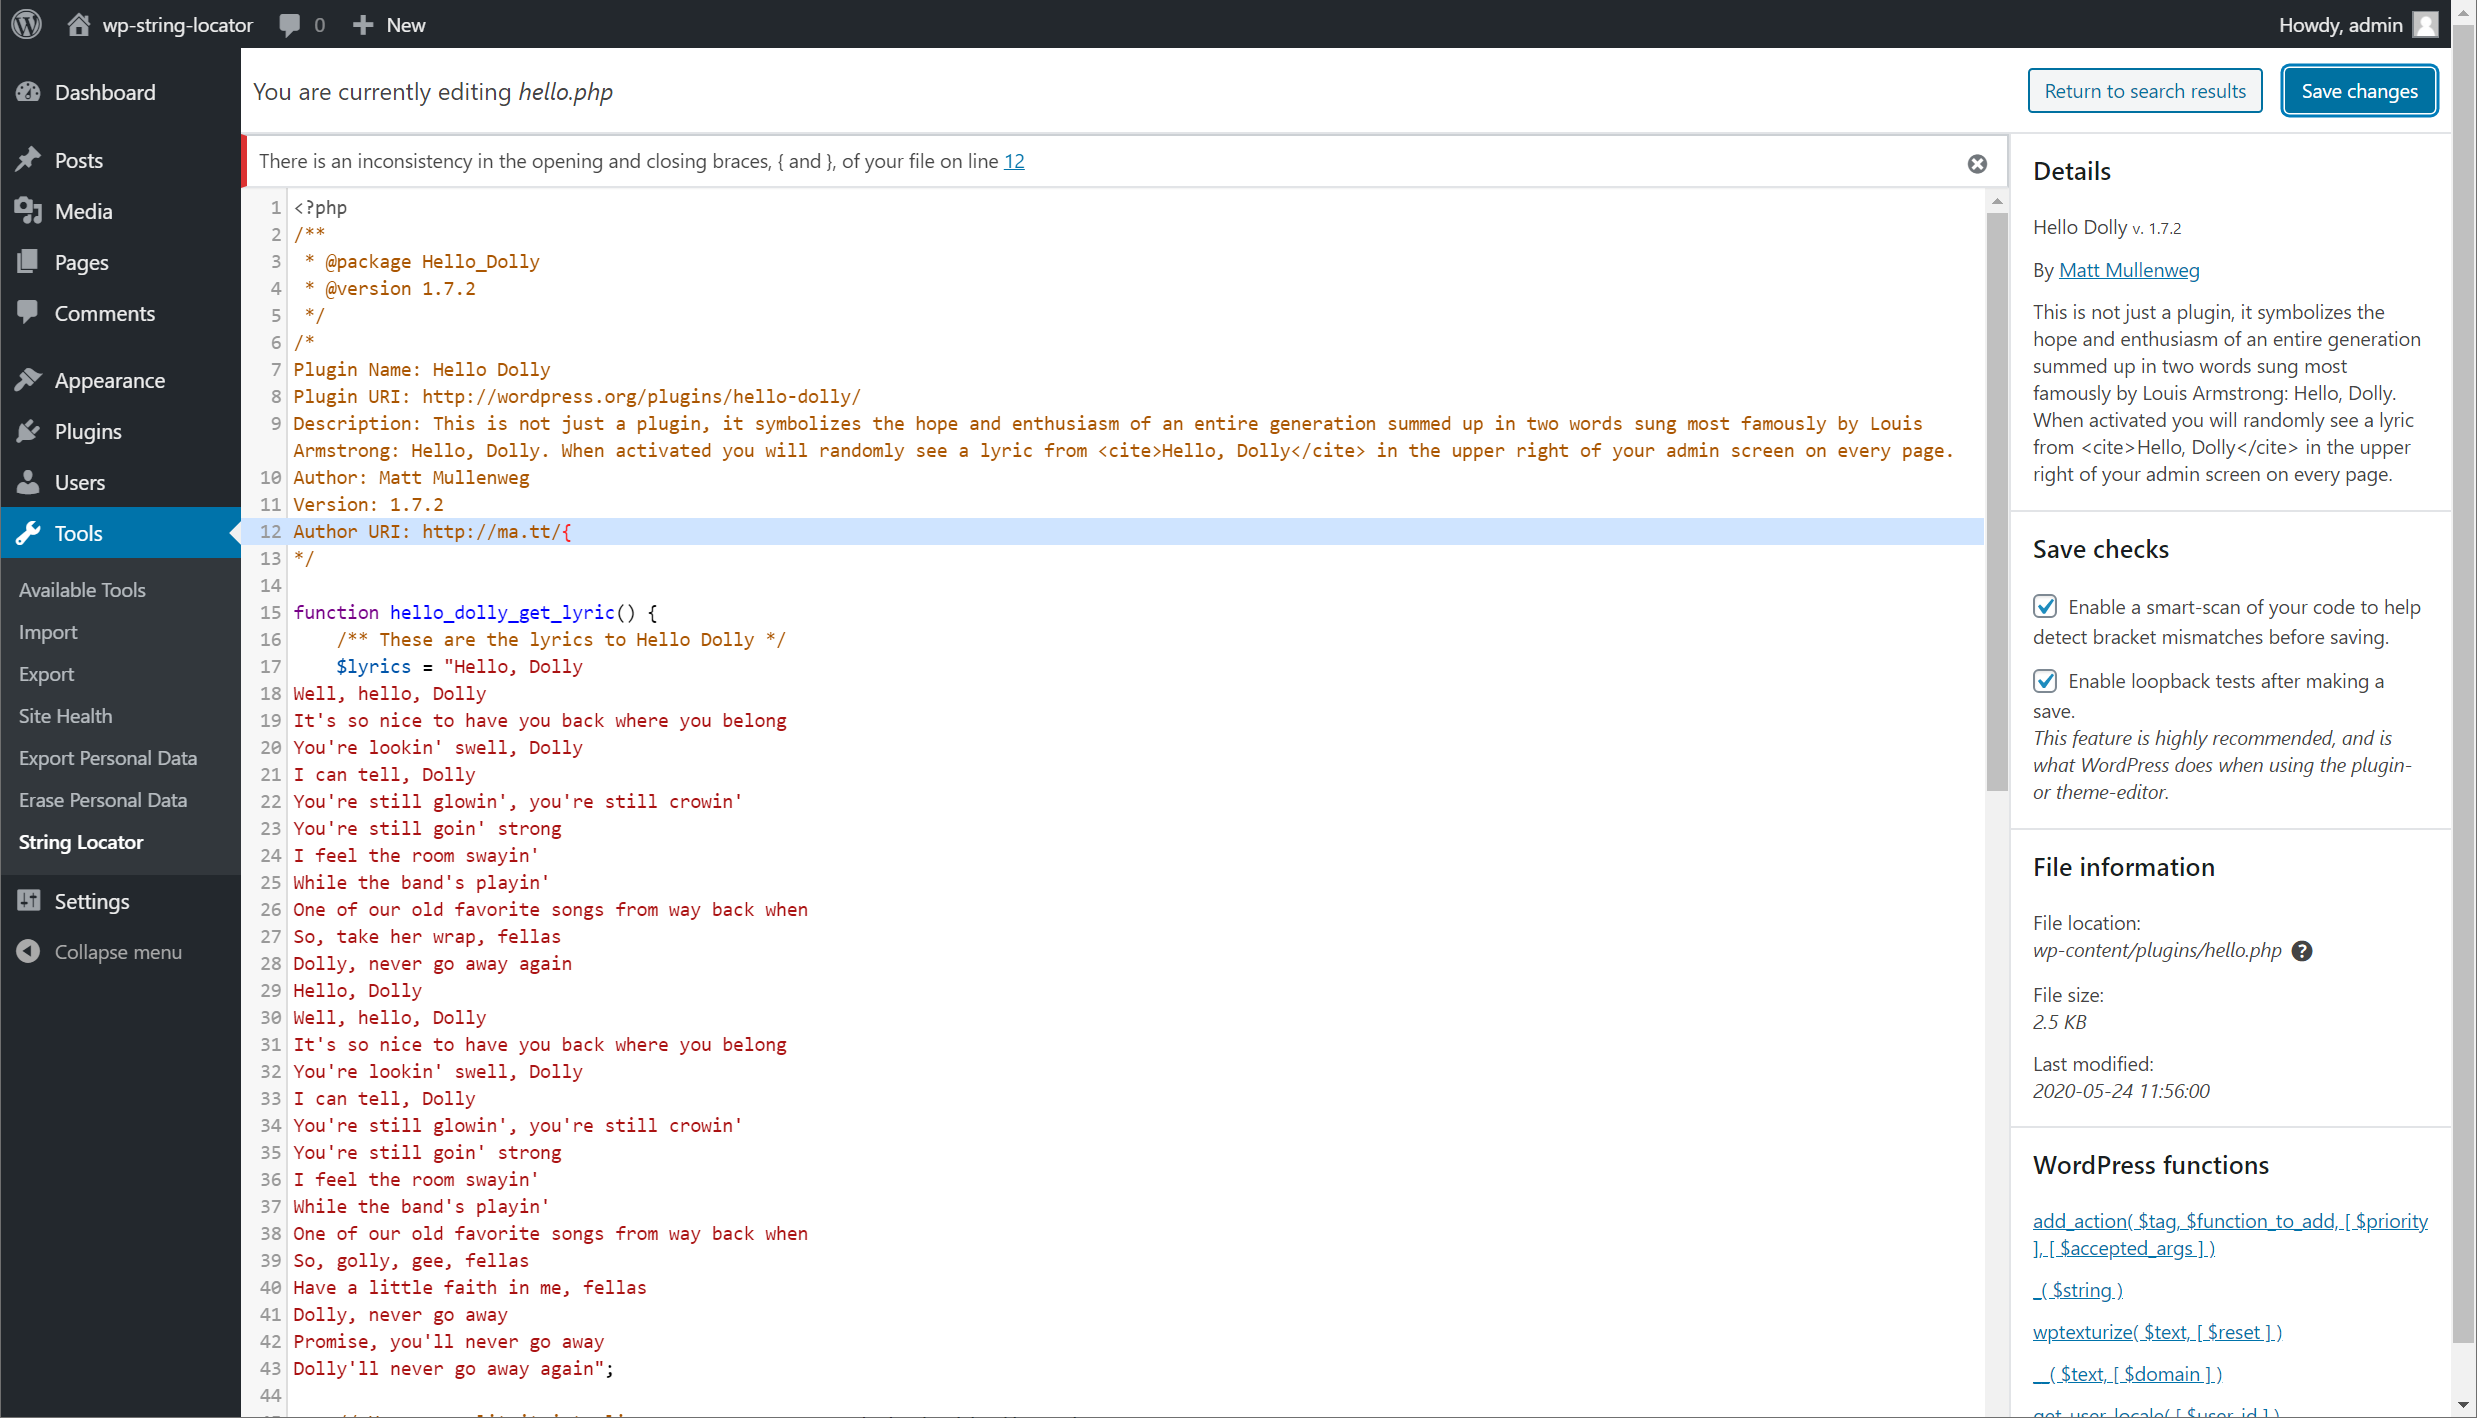 wp-string-locator 0 New Howdy, admin
Dashboard
Posts
Media
Pages
Comments
Appearance
Plugins
Users
Tools
Available Tools
Import
Export
Site Health
Export Personal Data
Erase Personal Data
String Locator
Settings
Collapse menu
You are currently editing hello.php
Return to search results Save changes
There is an inconsistency in the opening and closing braces, { and }, of your file on line 12
1 <?php
2 /**
3  * @package Hello_Dolly
4  * @version 1.7.2
5  */
6 /*
7 Plugin Name: Hello Dolly
8 Plugin URI: http://wordpress.org/plugins/hello-dolly/
9 Description: This is not just a plugin, it symbolizes the hope and enthusiasm of an entire generation summed up in two words sung most famously by Louis
Armstrong: Hello, Dolly. When activated you will randomly see a lyric from <cite>Hello, Dolly</cite> in the upper right of your admin screen on every page.
10 Author: Matt Mullenweg
11 Version: 1.7.2
12 Author URI: http://ma.tt/{
13 */
14
15 function hello_dolly_get_lyric() {
16     /** These are the lyrics to Hello Dolly */
17     $lyrics = "Hello, Dolly
18 Well, hello, Dolly
19 It's so nice to have you back where you belong
20 You're lookin' swell, Dolly
21 I can tell, Dolly
22 You're still glowin', you're still crowin'
23 You're still goin' strong
24 I feel the room swayin'
25 While the band's playin'
26 One of our old favorite songs from way back when
27 So, take her wrap, fellas
28 Dolly, never go away again
29 Hello, Dolly
30 Well, hello, Dolly
31 It's so nice to have you back where you belong
32 You're lookin' swell, Dolly
33 I can tell, Dolly
34 You're still glowin', you're still crowin'
35 You're still goin' strong
36 I feel the room swayin'
37 While the band's playin'
38 One of our old favorite songs from way back when
39 So, golly, gee, fellas
40 Have a little faith in me, fellas
41 Dolly, never go away
42 Promise, you'll never go away
43 Dolly'll never go away again";
44
Details
Hello Dolly v. 1.7.2
By Matt Mullenweg
This is not just a plugin, it symbolizes the
hope and enthusiasm of an entire generation
summed up in two words sung most
famously by Louis Armstrong: Hello, Dolly.
When activated you will randomly see a lyric
from <cite>Hello, Dolly</cite> in the upper
right of your admin screen on every page.
Save checks
Enable a smart-scan of your code to help
detect bracket mismatches before saving.
Enable loopback tests after making a
save.
This feature is highly recommended, and is
what WordPress does when using the plugin-
or theme-editor.
File information
File location:
wp-content/plugins/hello.php
File size:
2.5 KB
Last modified:
2020-05-24 11:56:00
WordPress functions
add_action( $tag, $function_to_add, [ $priority
], [ $accepted_args ] )
_( $string )
wptexturize( $text, [ $reset ] )
__( $text, [ $domain ] )
get_user_locale( [ $user_id ] )